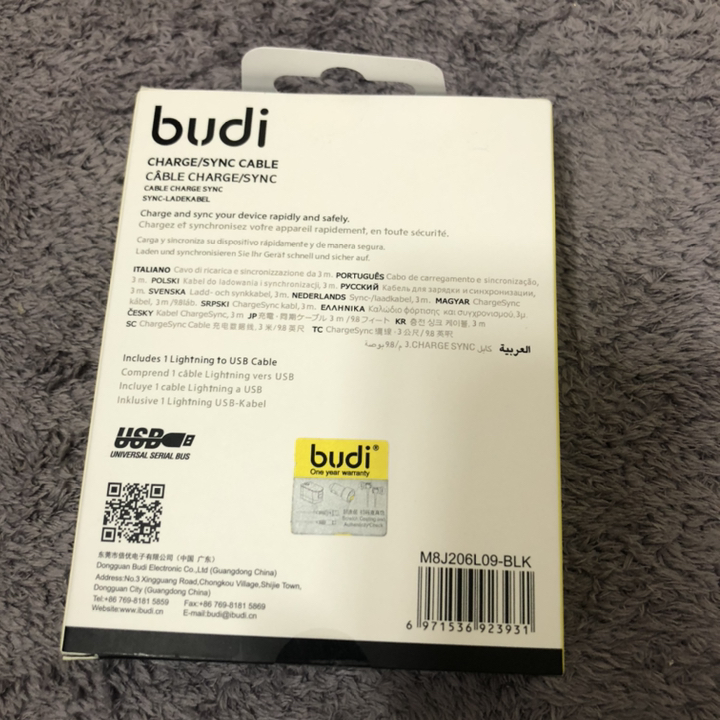 budi
CHARGE/SYNC CABLE
CÂBLE CHARGE/SYNC
CABLE CHARGE SYNC
SYNC-LADEKABEL
Charge and sync your device rapidly and safely.
Chargez et synchronisez votre appareil rapidement, en toute sécurité.
Carga y sincroniza su dispositivo rápidamente y de manera segura.
Laden und synchronisieren Sie Ihr Gerät schnell und sicher auf.
ITALIANO Cavo di ricarica e sincronizzazione da 3 m. PORTUGUÊS Cabo de carregamento e sincronização,
3 m. POLSKI Kabel do ładowania i synchronizacji, 3 m. РУССКИЙ Кабель для зарядки и синхронизации,
3 m. SVENSKA Ladd- och synkkabel, 3 m. NEDERLANDS Sync-/laadkabel, 3 m. MAGYAR ChargeSync
kábel, 3 m /9.8láb. SRPSKI ChargeSync kabl, 3 m. ΕΛΛΗΝΙΚΑ Καλώδιο φόρτισης και συγχρονισμού, 3μ.
ČESKY Kabel ChargeSync, 3 m JP 充電・同期ケーブル 3 m /9.8フィート KR 충전 싱크 케이블, 3 m
SC ChargeSync Cable 充电数据线, 3 米/9.8 英尺 TC ChargeSync 纜線・3 公尺/9.8 英呎
العربية كابل CHARGE SYNC، 3 م/9.8 بوصة
Includes 1 Lightning to USB Cable
Comprend 1 câble Lightning vers USB
Incluye 1 cable Lightning a USB
Inklusive 1 Lightning USB-Kabel
USB
UNIVERSAL SERIAL BUS
budi®
One year warranty
东莞市倍优电子有限公司（中国 广东）
Dongguan Budi Electronic Co.,Ltd (Guangdong China)
Address:No.3 Xingguang Road,Chongkou Village,Shijie Town,
Dongguan City (Guangdong China)
Tel:+86 769-8181 5859 Fax:+86 769-8181 5869
Website:www.ibudi.cn E-mail:budi@ibudi.cn
M8J206L09-BLK
6 971536 923931